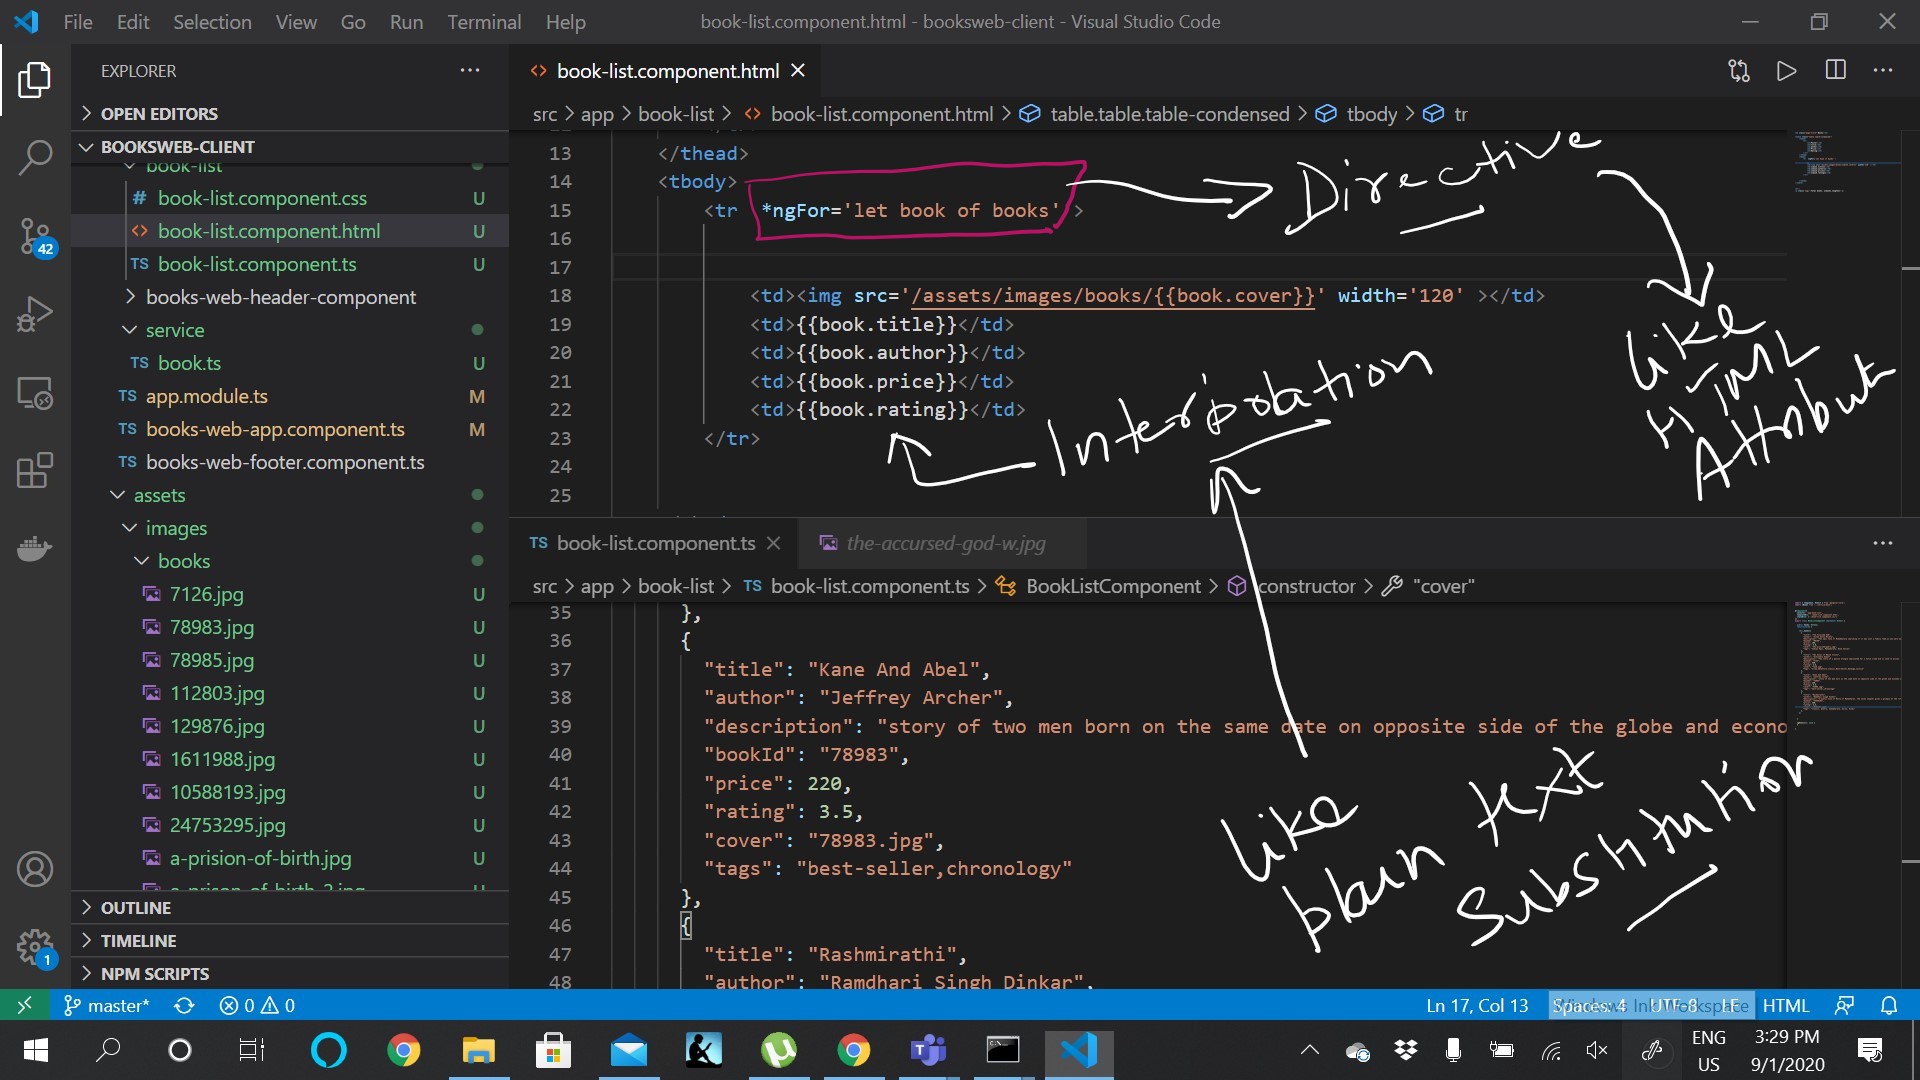 File Edit Selection View Go Run Terminal Help
book-list.component.html - booksweb-client - Visual Studio Code
EXPLORER
OPEN EDITORS
BOOKSWEB-CLIENT
book-list
# book-list.component.css U
<> book-list.component.html U
TS book-list.component.ts U
books-web-header-component
service
TS book.ts U
TS app.module.ts M
TS books-web-app.component.ts M
TS books-web-footer.component.ts
assets
images
books
7126.jpg U
78983.jpg U
78985.jpg U
112803.jpg U
129876.jpg U
1611988.jpg U
10588193.jpg U
24753295.jpg U
a-prision-of-birth.jpg U
a-prison-of-birth-2.jpg U
OUTLINE
TIMELINE
NPM SCRIPTS
42
1
<> book-list.component.html
src > app > book-list > <> book-list.component.html > table.table.table-condensed > tbody > tr
13 </thead>
14 <tbody>
15 <tr *ngFor='let book of books' >
16
17
18 <td><img src='/assets/images/books/{{book.cover}}' width='120' ></td>
19 <td>{{book.title}}</td>
20 <td>{{book.author}}</td>
21 <td>{{book.price}}</td>
22 <td>{{book.rating}}</td>
23 </tr>
24
25
Directive
like
HTML
Attribut
Interpolation
TS book-list.component.ts
the-accursed-god-w.jpg
src > app > book-list > TS book-list.component.ts > BookListComponent > constructor > "cover"
35 },
36 {
37 "title": "Kane And Abel",
38 "author": "Jeffrey Archer",
39 "description": "story of two men born on the same date on opposite side of the globe and econo
40 "bookId": "78983",
41 "price": 220,
42 "rating": 3.5,
43 "cover": "78983.jpg",
44 "tags": "best-seller,chronology"
45 },
46 {
47 "title": "Rashmirathi",
48 "author": "Ramdhari Singh Dinkar",
like
plain text
Substitution
master* 0 0
Ln 17, Col 13 Spaces: 4 UTF-8 LF HTML
Windows Ink Workspace
ENG
US
3:29 PM
9/1/2020